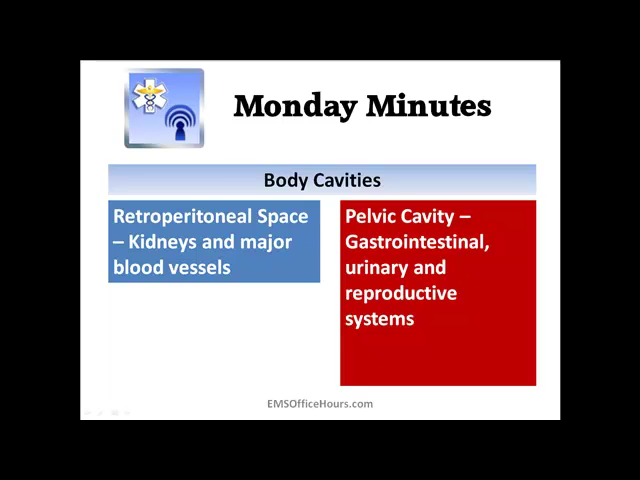 Monday Minutes
Body Cavities
Retroperitoneal Space
– Kidneys and major
blood vessels
Pelvic Cavity –
Gastrointestinal,
urinary and
reproductive
systems
EMSOfficeHours.com